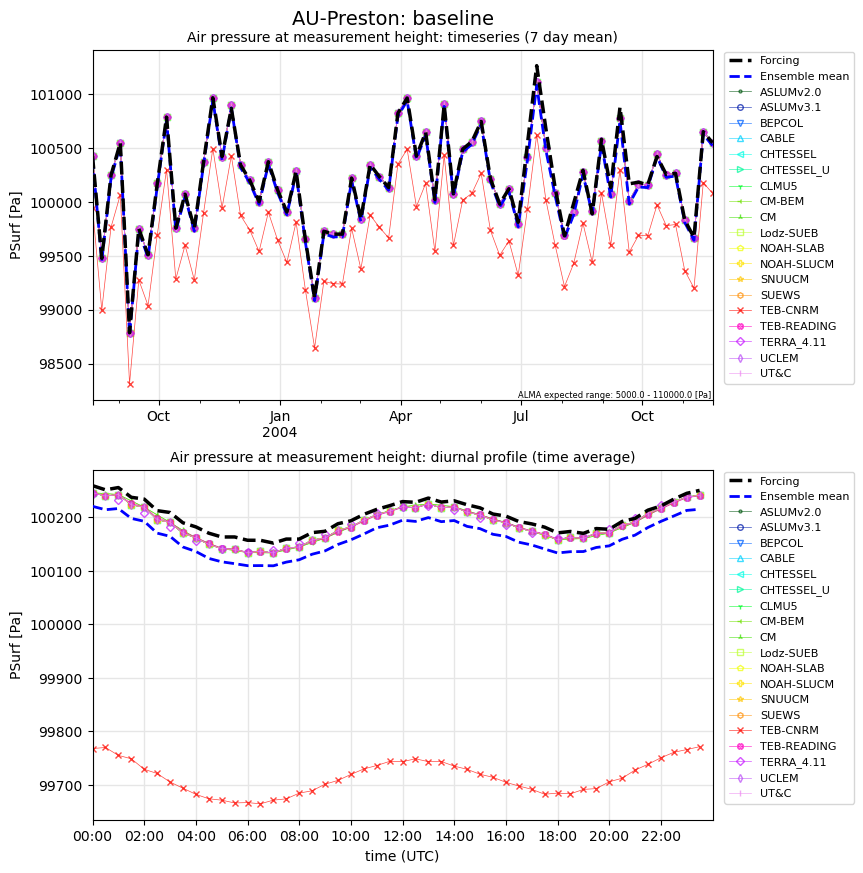 AU-Preston: baseline
Air pressure at measurement height: timeseries (7 day mean)
PSurf [Pa]
101000
100500
100000
99500
99000
98500
Oct
Jan
2004
Apr
Jul
Oct
ALMA expected range: 5000.0 - 110000.0 [Pa]
Forcing
Ensemble mean
ASLUMv2.0
ASLUMv3.1
BEPCOL
CABLE
CHTESSEL
CHTESSEL_U
CLMU5
CM-BEM
CM
Lodz-SUEB
NOAH-SLAB
NOAH-SLUCM
SNUUCM
SUEWS
TEB-CNRM
TEB-READING
TERRA_4.11
UCLEM
UT&C
Air pressure at measurement height: diurnal profile (time average)
PSurf [Pa]
100200
100100
100000
99900
99800
99700
00:00
02:00
04:00
06:00
08:00
10:00
12:00
14:00
16:00
18:00
20:00
22:00
time (UTC)
Forcing
Ensemble mean
ASLUMv2.0
ASLUMv3.1
BEPCOL
CABLE
CHTESSEL
CHTESSEL_U
CLMU5
CM-BEM
CM
Lodz-SUEB
NOAH-SLAB
NOAH-SLUCM
SNUUCM
SUEWS
TEB-CNRM
TEB-READING
TERRA_4.11
UCLEM
UT&C